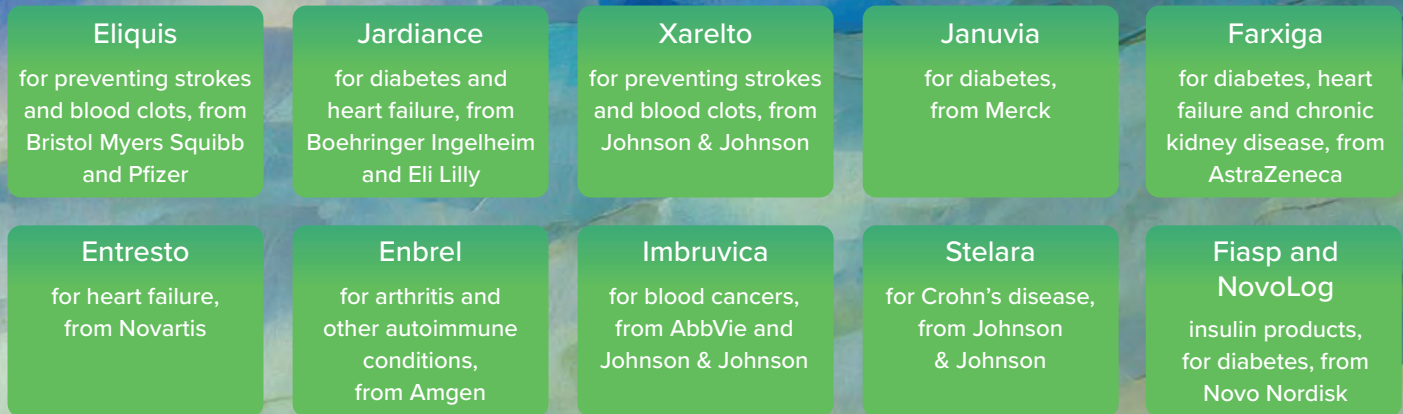 Eliquis
for preventing strokes
and blood clots, from
Bristol Myers Squibb
and Pfizer
Jardiance
for diabetes and
heart failure, from
Boehringer Ingelheim
and Eli Lilly
Xarelto
for preventing strokes
and blood clots, from
Johnson & Johnson
Januvia
for diabetes,
from Merck
Farxiga
for diabetes, heart
failure and chronic
kidney disease, from
AstraZeneca
Entresto
for heart failure,
from Novartis
Enbrel
for arthritis and
other autoimmune
conditions,
from Amgen
Imbruvica
for blood cancers,
from AbbVie and
Johnson & Johnson
Stelara
for Crohn’s disease,
from Johnson
& Johnson
Fiasp and
NovoLog
insulin products,
for diabetes, from
Novo Nordisk